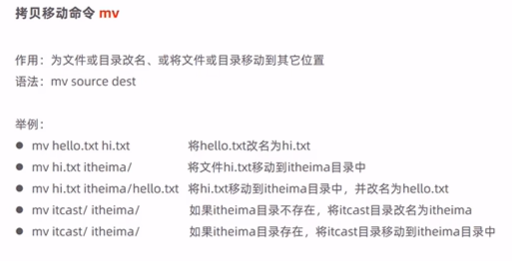 拷贝移动命令 mv
作用：为文件或目录改名、或将文件或目录移动到其它位置
语法：mv source dest
举例：
● mv hello.txt hi.txt 将hello.txt改名为hi.txt
● mv hi.txt itheima/ 将文件hi.txt移动到itheima目录中
● mv hi.txt itheima/hello.txt 将hi.txt移动到itheima目录中，并改名为hello.txt
● mv itcast/ itheima/ 如果itheima目录不存在，将itcast目录改名为itheima
● mv itcast/ itheima/ 如果itheima目录存在，将itcast目录移动到itheima目录中